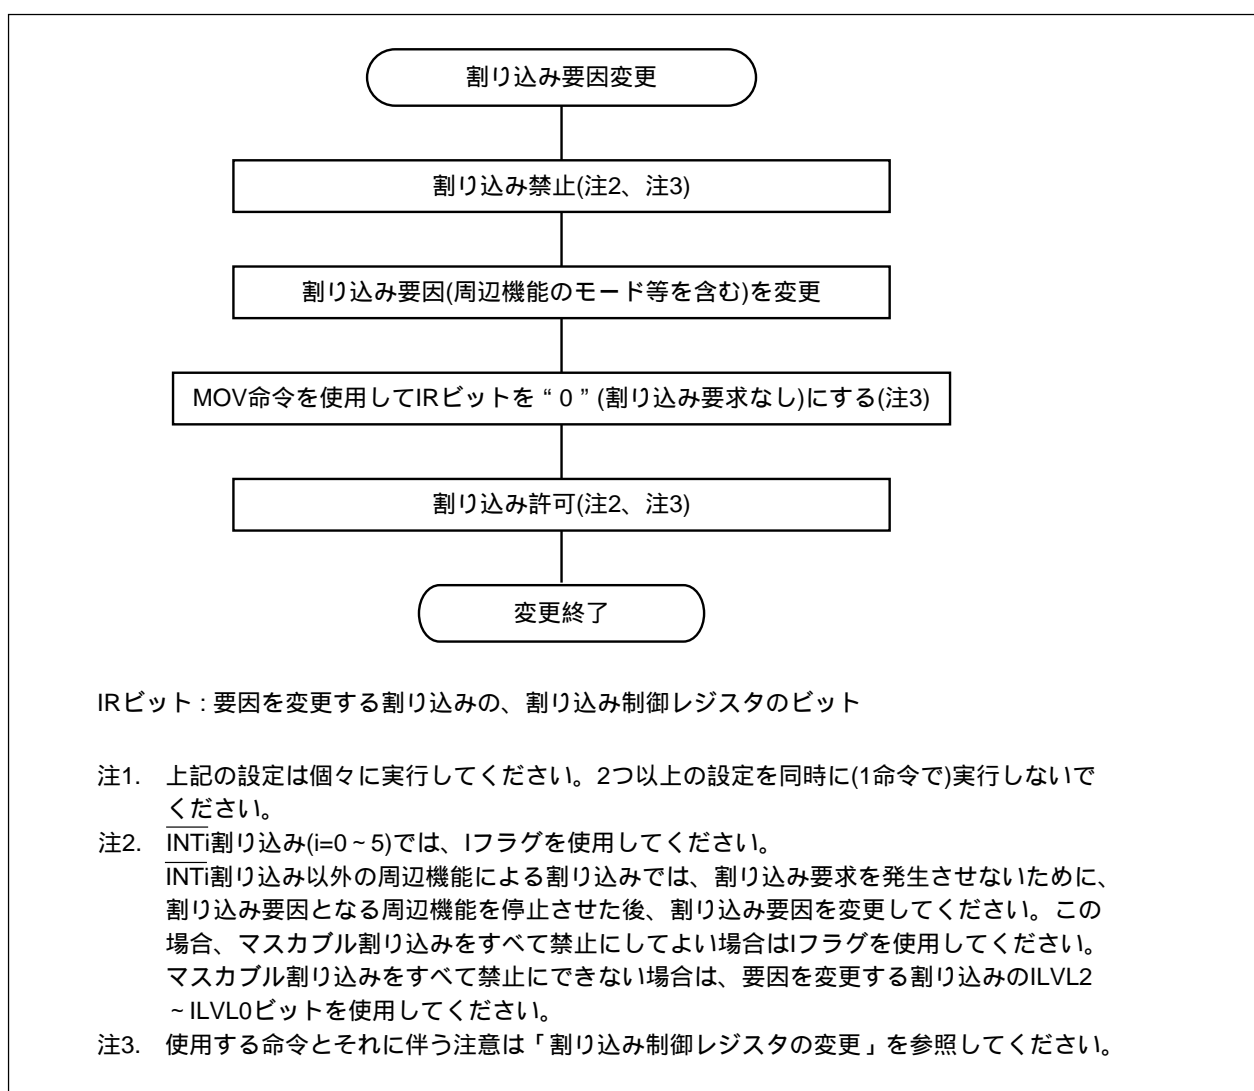 割り込み要因変更
割り込み禁止(注2、注3)
割り込み要因(周辺機能のモード等を含む)を変更
MOV命令を使用してIRビットを“0”(割り込み要求なし)にする(注3)
割り込み許可(注2、注3)
変更終了
IRビット : 要因を変更する割り込みの、割り込み制御レジスタのビット
注1. 上記の設定は個々に実行してください。2つ以上の設定を同時に(1命令で)実行しないで
ください。
注2. INTi割り込み(i=0~5)では、Iフラグを使用してください。
INTi割り込み以外の周辺機能による割り込みでは、割り込み要求を発生させないために、
割り込み要因となる周辺機能を停止させた後、割り込み要因を変更してください。この
場合、マスカブル割り込みをすべて禁止にしてよい場合はIフラグを使用してください。
マスカブル割り込みをすべて禁止にできない場合は、要因を変更する割り込みのILVL2
~ILVL0ビットを使用してください。
注3. 使用する命令とそれに伴う注意は「割り込み制御レジスタの変更」を参照してください。